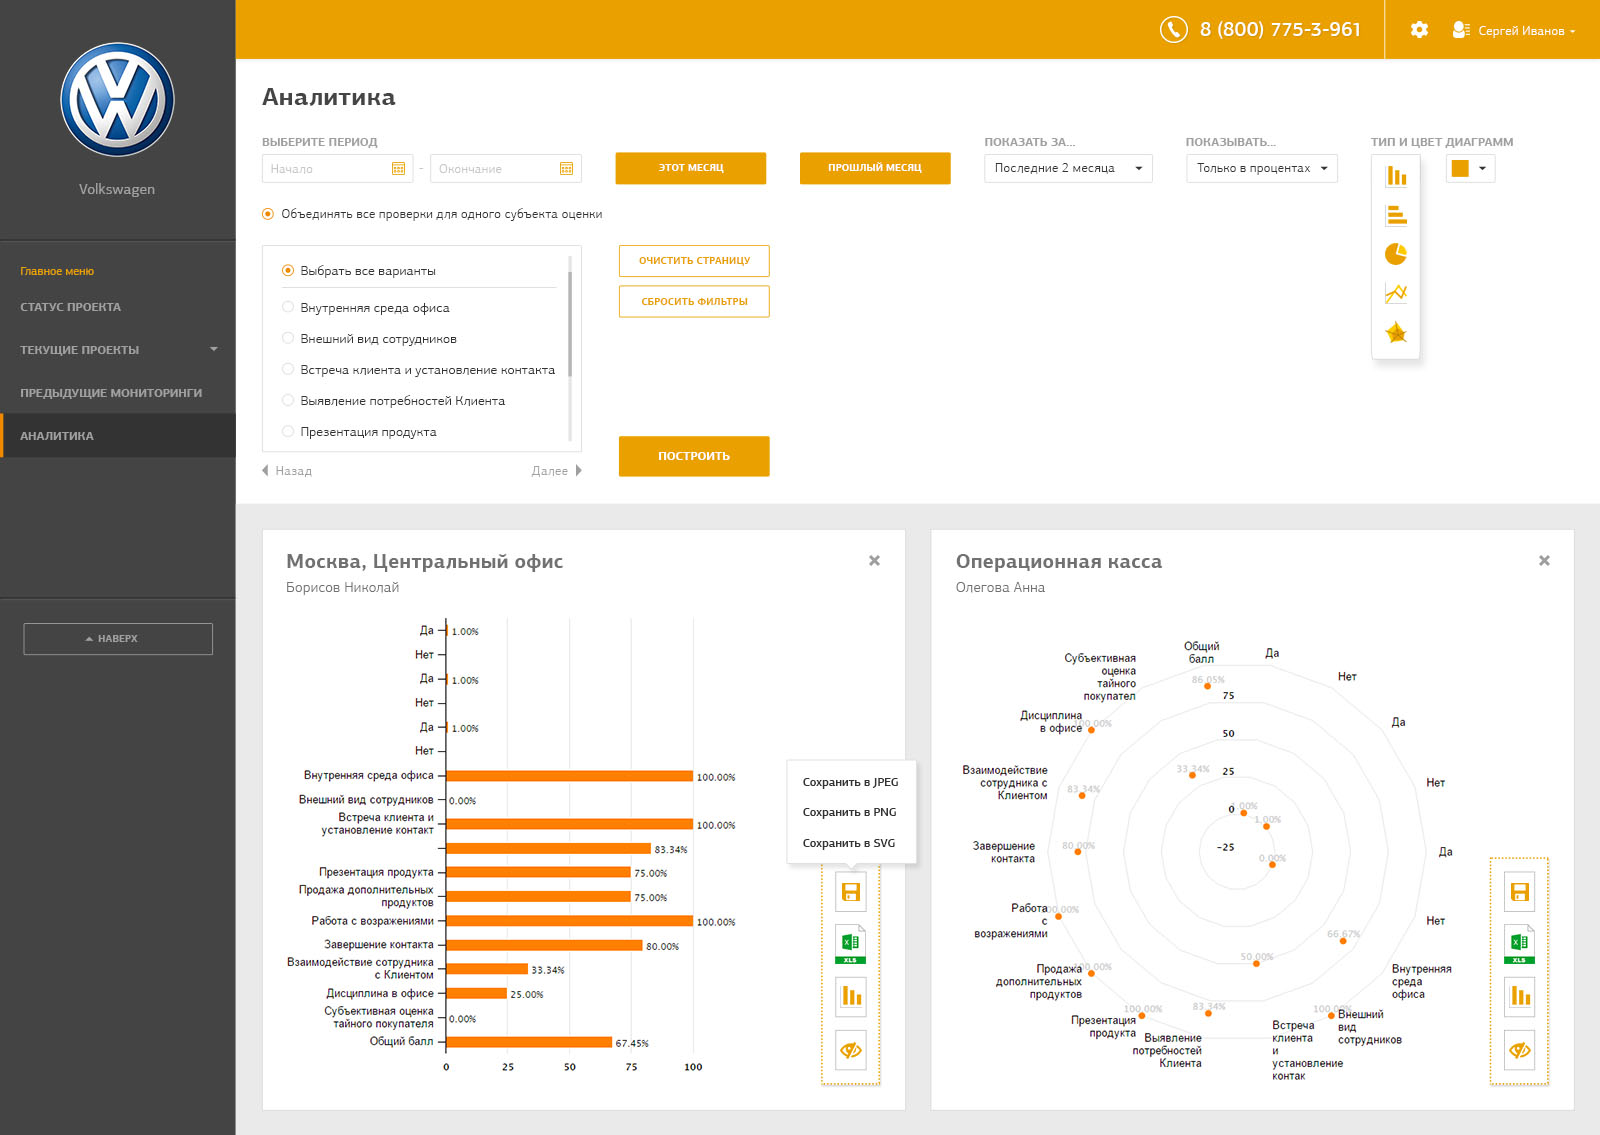 8 (800) 775-3-961
Сергей Иванов
Volkswagen
Главное меню
СТАТУС ПРОЕКТА
ТЕКУЩИЕ ПРОЕКТЫ
ПРЕДЫДУЩИЕ МОНИТОРИНГИ
АНАЛИТИКА
НАВЕРХ
Аналитика
ВЫБЕРИТЕ ПЕРИОД
Начало
-
Окончание
ЭТОТ МЕСЯЦ
ПРОШЛЫЙ МЕСЯЦ
ПОКАЗАТЬ ЗА...
Последние 2 месяца
ПОКАЗЫВАТЬ...
Только в процентах
ТИП И ЦВЕТ ДИАГРАММ
Объединять все проверки для одного субъекта оценки
Выбрать все варианты
Внутренняя среда офиса
Внешний вид сотрудников
Встреча клиента и установление контакта
Выявление потребностей Клиента
Презентация продукта
Назад
Далее
ОЧИСТИТЬ СТРАНИЦУ
СБРОСИТЬ ФИЛЬТРЫ
ПОСТРОИТЬ
Москва, Центральный офис
Борисов Николай
Да 1.00%
Нет
Да 1.00%
Нет
Да 1.00%
Нет
Внутренняя среда офиса 100.00%
Внешний вид сотрудников 0.00%
Встреча клиента и
установление контакт 100.00%
83.34%
Презентация продукта 75.00%
Продажа дополнительных
продуктов 75.00%
Работа с возражениями 100.00%
Завершение контакта 80.00%
Взаимодействие сотрудника
с Клиентом 33.34%
Дисциплина в офисе 25.00%
Субъективная оценка
тайного покупателя 0.00%
Общий балл 67.45%
0 25 50 75 100
Сохранить в JPEG
Сохранить в PNG
Сохранить в SVG
XLS
Операционная касса
Олегова Анна
Общий
балл
86.05%
Да
Нет
Да
Нет
Да
Нет
Внутренняя
среда
офиса
66.67%
Внешний
вид
сотрудников
100.00%
Встреча
клиента
и
установление
контак
50.00%
Выявление
потребностей
Клиента
83.34%
Презентация
продукта
100.00%
Продажа
дополнительных
продуктов
100.00%
Работа
с
возражениями
Завершение
контакта
80.00%
Взаимодействие
сотрудника с
Клиентом
83.34%
Дисциплина
в офисе
100.00%
Субъективная
оценка
тайного
покупател
33.34%
75
50
25
0
-25
1.00%
0.00%
XLS